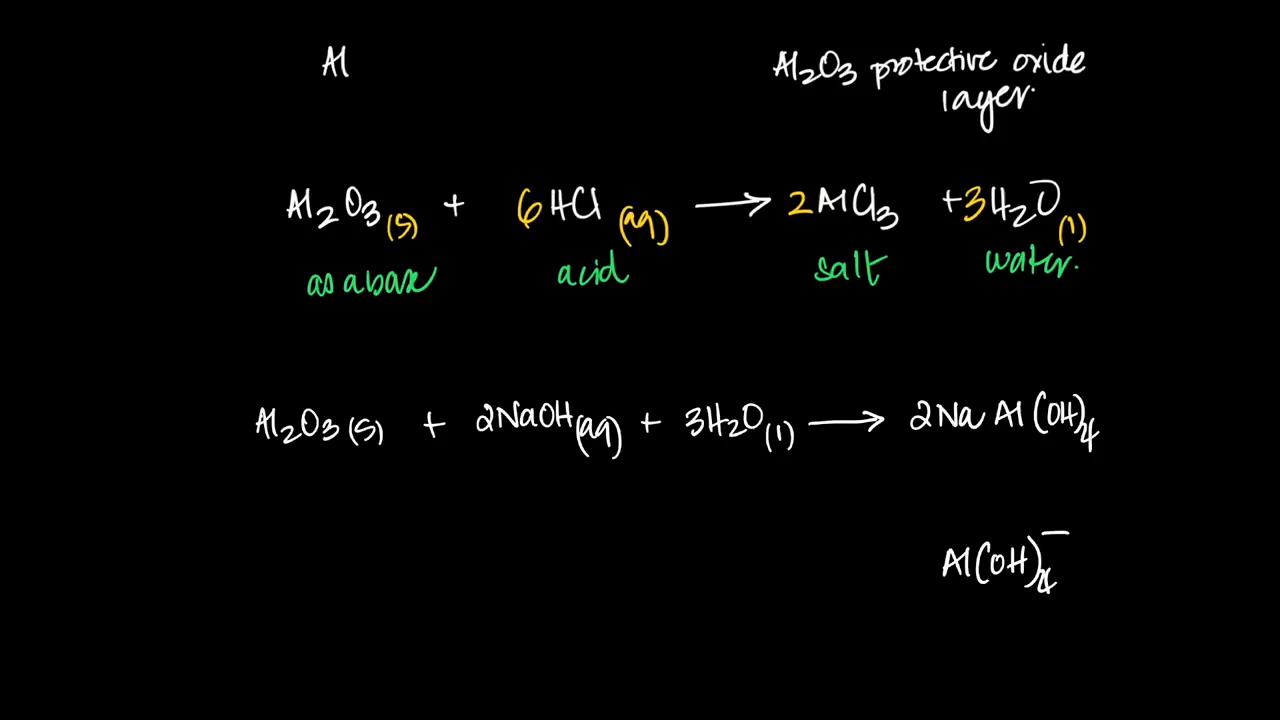 Al Al₂O₃ protective oxide
layer.
Al₂O₃(s) + 6HCl(aq) → 2AlCl₃ + 3H₂O(l)
as a base acid salt water.
Al₂O₃(s) + 2NaOH(aq) + 3H₂O(l) → 2NaAl(OH)₄
Al(OH)₄⁻